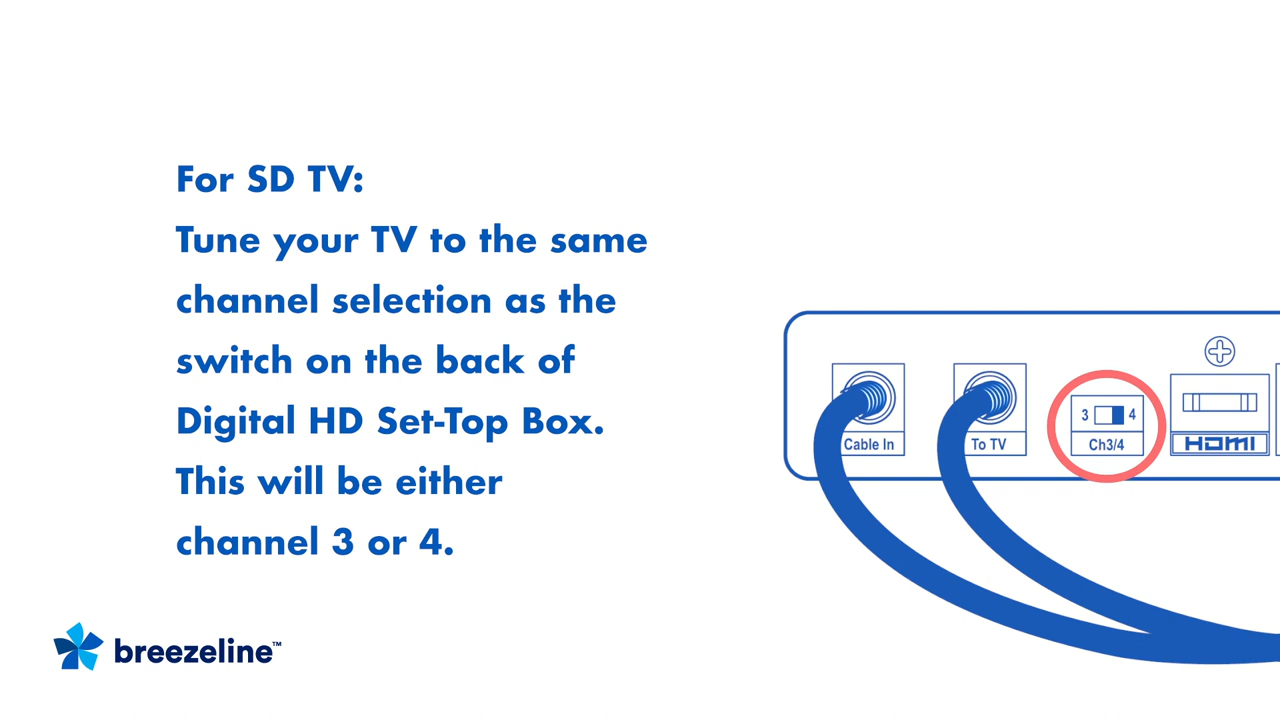 For SD TV:
Tune your TV to the same
channel selection as the
switch on the back of
Digital HD Set-Top Box.
This will be either
channel 3 or 4.
3 4
Cable In
To TV
Ch3/4
HDMI
breezeline™